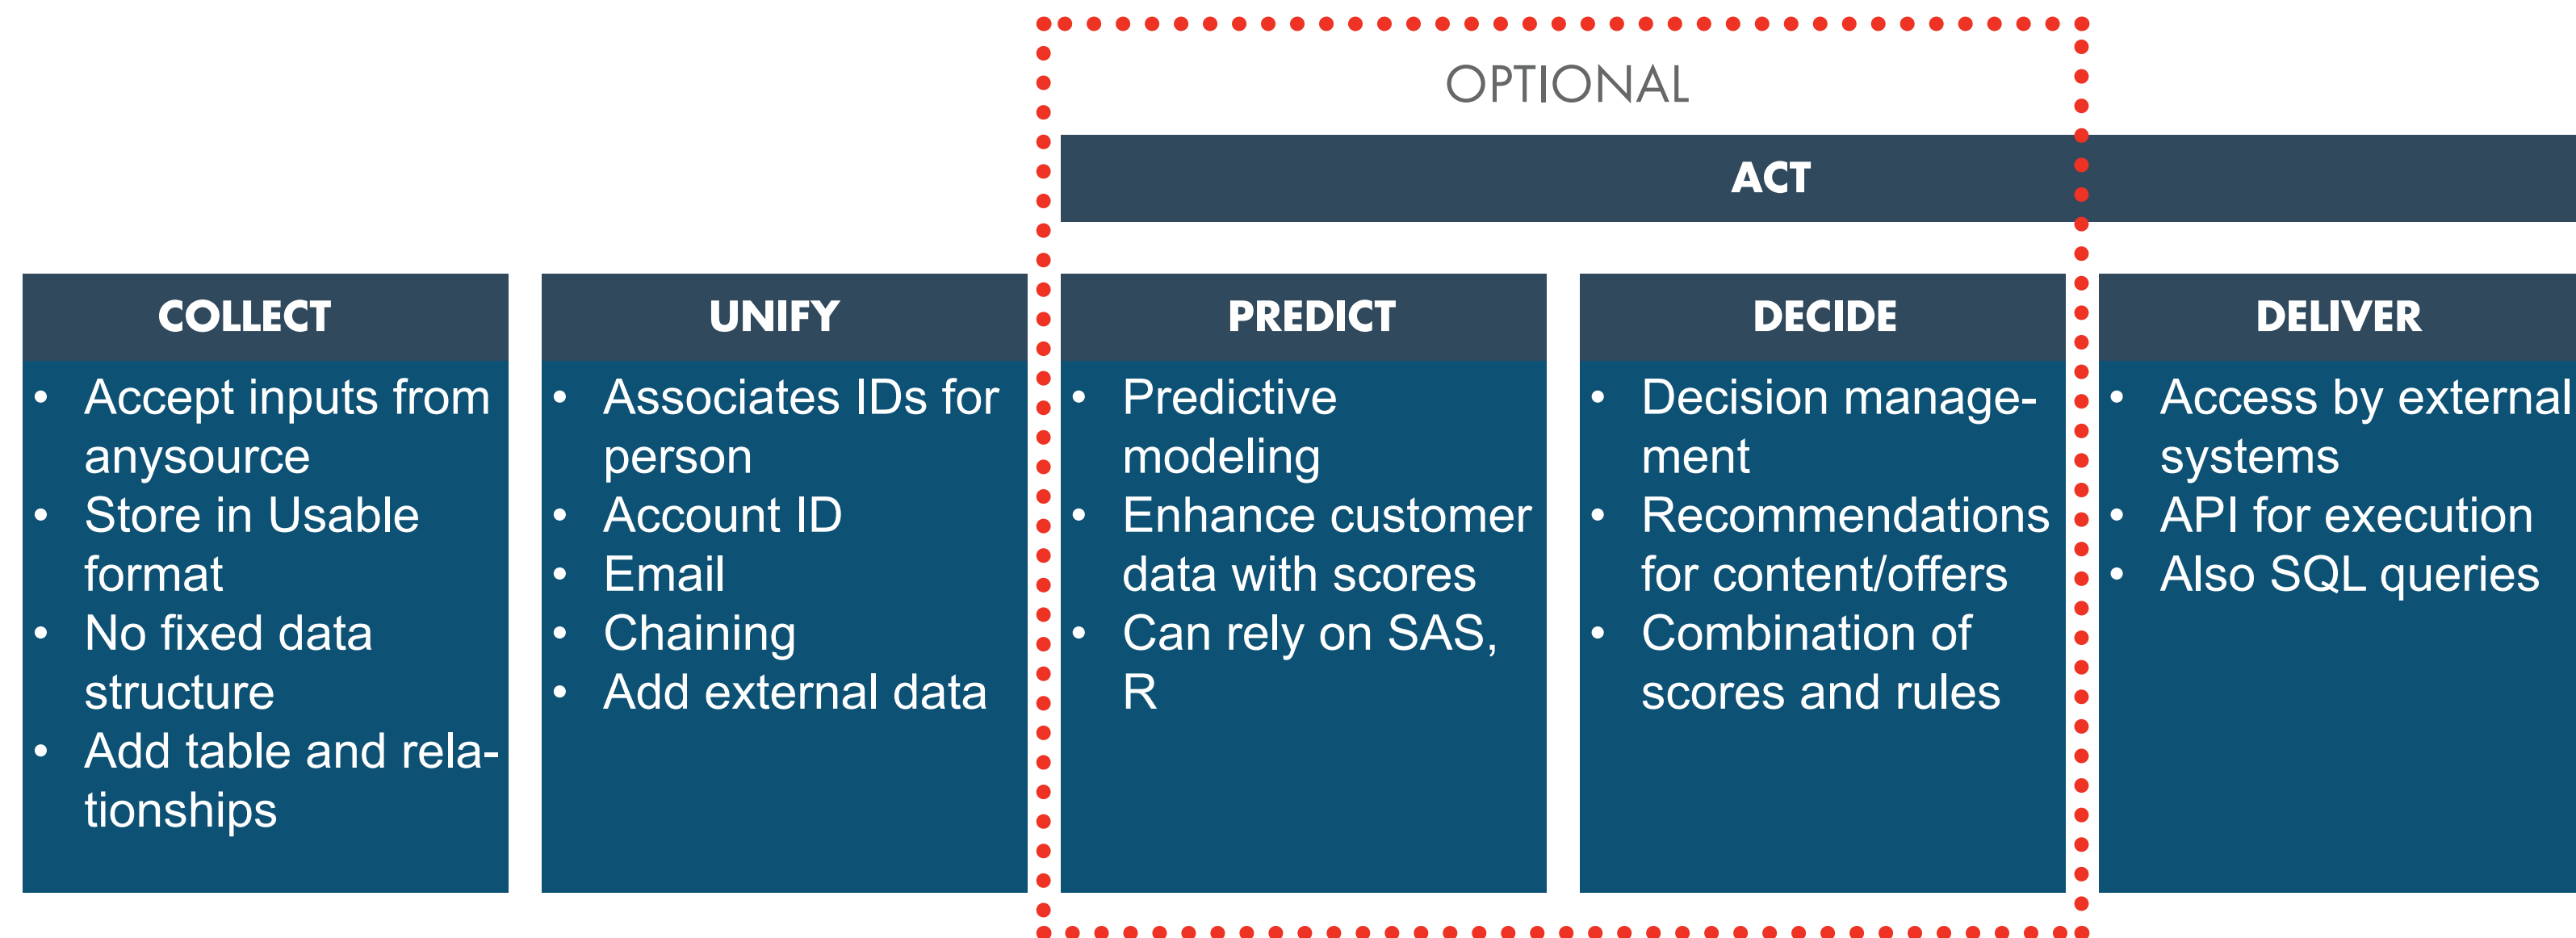 OPTIONAL
ACT
COLLECT
• Accept inputs from
anysource
• Store in Usable
format
• No fixed data
structure
• Add table and rela-
tionships
UNIFY
• Associates IDs for
person
• Account ID
• Email
• Chaining
• Add external data
PREDICT
• Predictive
modeling
• Enhance customer
data with scores
• Can rely on SAS,
R
DECIDE
• Decision manage-
ment
• Recommendations
for content/offers
• Combination of
scores and rules
DELIVER
• Access by external
systems
• API for execution
• Also SQL queries